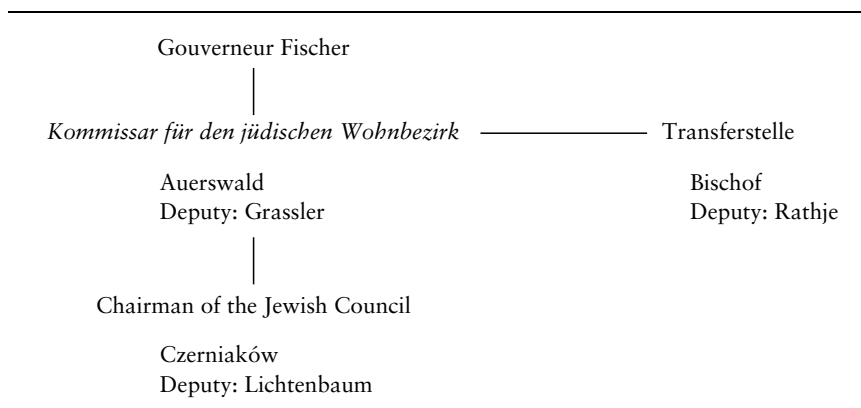 Gouverneur Fischer
Kommissar für den jüdischen Wohnbezirk
Transferstelle
Auerswald
Deputy: Grassler
Bischof
Deputy: Rathje
Chairman of the Jewish Council
Czerniaków
Deputy: Lichtenbaum